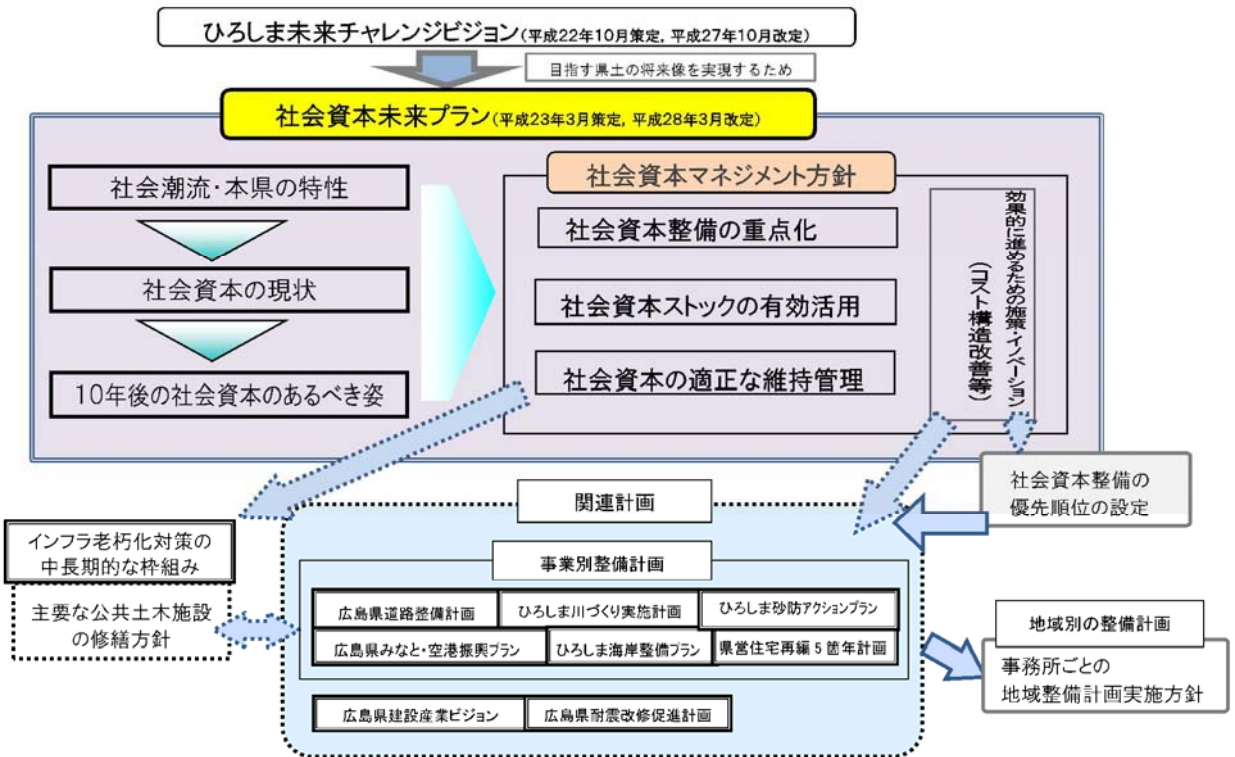 ひろしま未来チャレンジビジョン(平成22年10月策定, 平成27年10月改定)
目指す県土の将来像を実現するため
社会資本未来プラン(平成23年3月策定, 平成28年3月改定)
社会潮流・本県の特性
社会資本の現状
10年後の社会資本のあるべき姿
社会資本マネジメント方針
社会資本整備の重点化
社会資本ストックの有効活用
社会資本の適正な維持管理
効果的に進めるための施策・イノベーション
(コスト構造改善等)
社会資本整備の
優先順位の設定
関連計画
インフラ老朽化対策の
中長期的な枠組み
主要な公共土木施設
の修繕方針
事業別整備計画
広島県道路整備計画
ひろしま川づくり実施計画
ひろしま砂防アクションプラン
広島県みなと・空港振興プラン
ひろしま海岸整備プラン
県営住宅再編5箇年計画
広島県建設産業ビジョン
広島県耐震改修促進計画
地域別の整備計画
事務所ごとの
地域整備計画実施方針